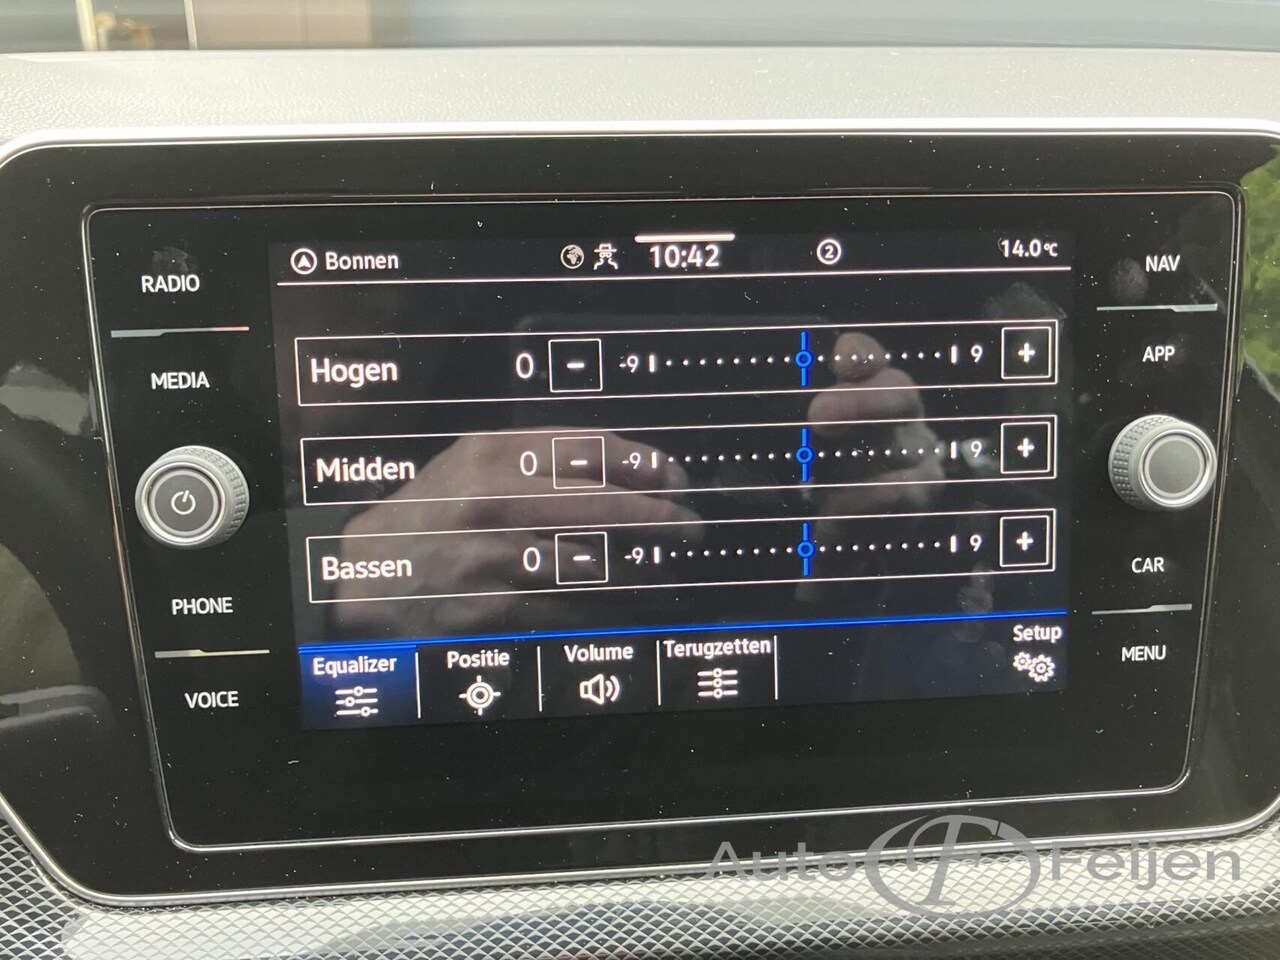 RADIO
MEDIA
PHONE
VOICE
Bonnen
10:42
2
14.0°C
Hogen 0 - -9 9 +
Midden 0 - -9 9 +
Bassen 0 - -9 9 +
Equalizer
Positie
Volume
Terugzetten
Setup
NAV
APP
CAR
MENU
Auto F Feijen